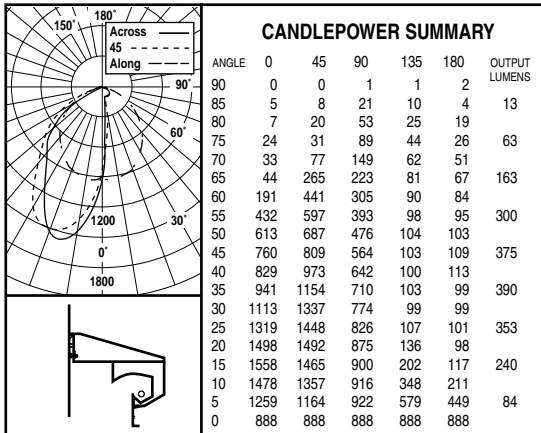 180°
150°
Across
45
Along
90°
60°
30°
1200
0°
1800
CANDLEPOWER SUMMARY
ANGLE 0 45 90 135 180 OUTPUT LUMENS
90 0 0 1 1 2
85 5 8 21 10 4 13
80 7 20 53 25 19
75 24 31 89 44 26 63
70 33 77 149 62 51
65 44 265 223 81 67 163
60 191 441 305 90 84
55 432 597 393 98 95 300
50 613 687 476 104 103
45 760 809 564 103 109 375
40 829 973 642 100 113
35 941 1154 710 103 99 390
30 1113 1337 774 99 99
25 1319 1448 826 107 101 353
20 1498 1492 875 136 98
15 1558 1465 900 202 117 240
10 1478 1357 916 348 211
5 1259 1164 922 579 449 84
0 888 888 888 888 888